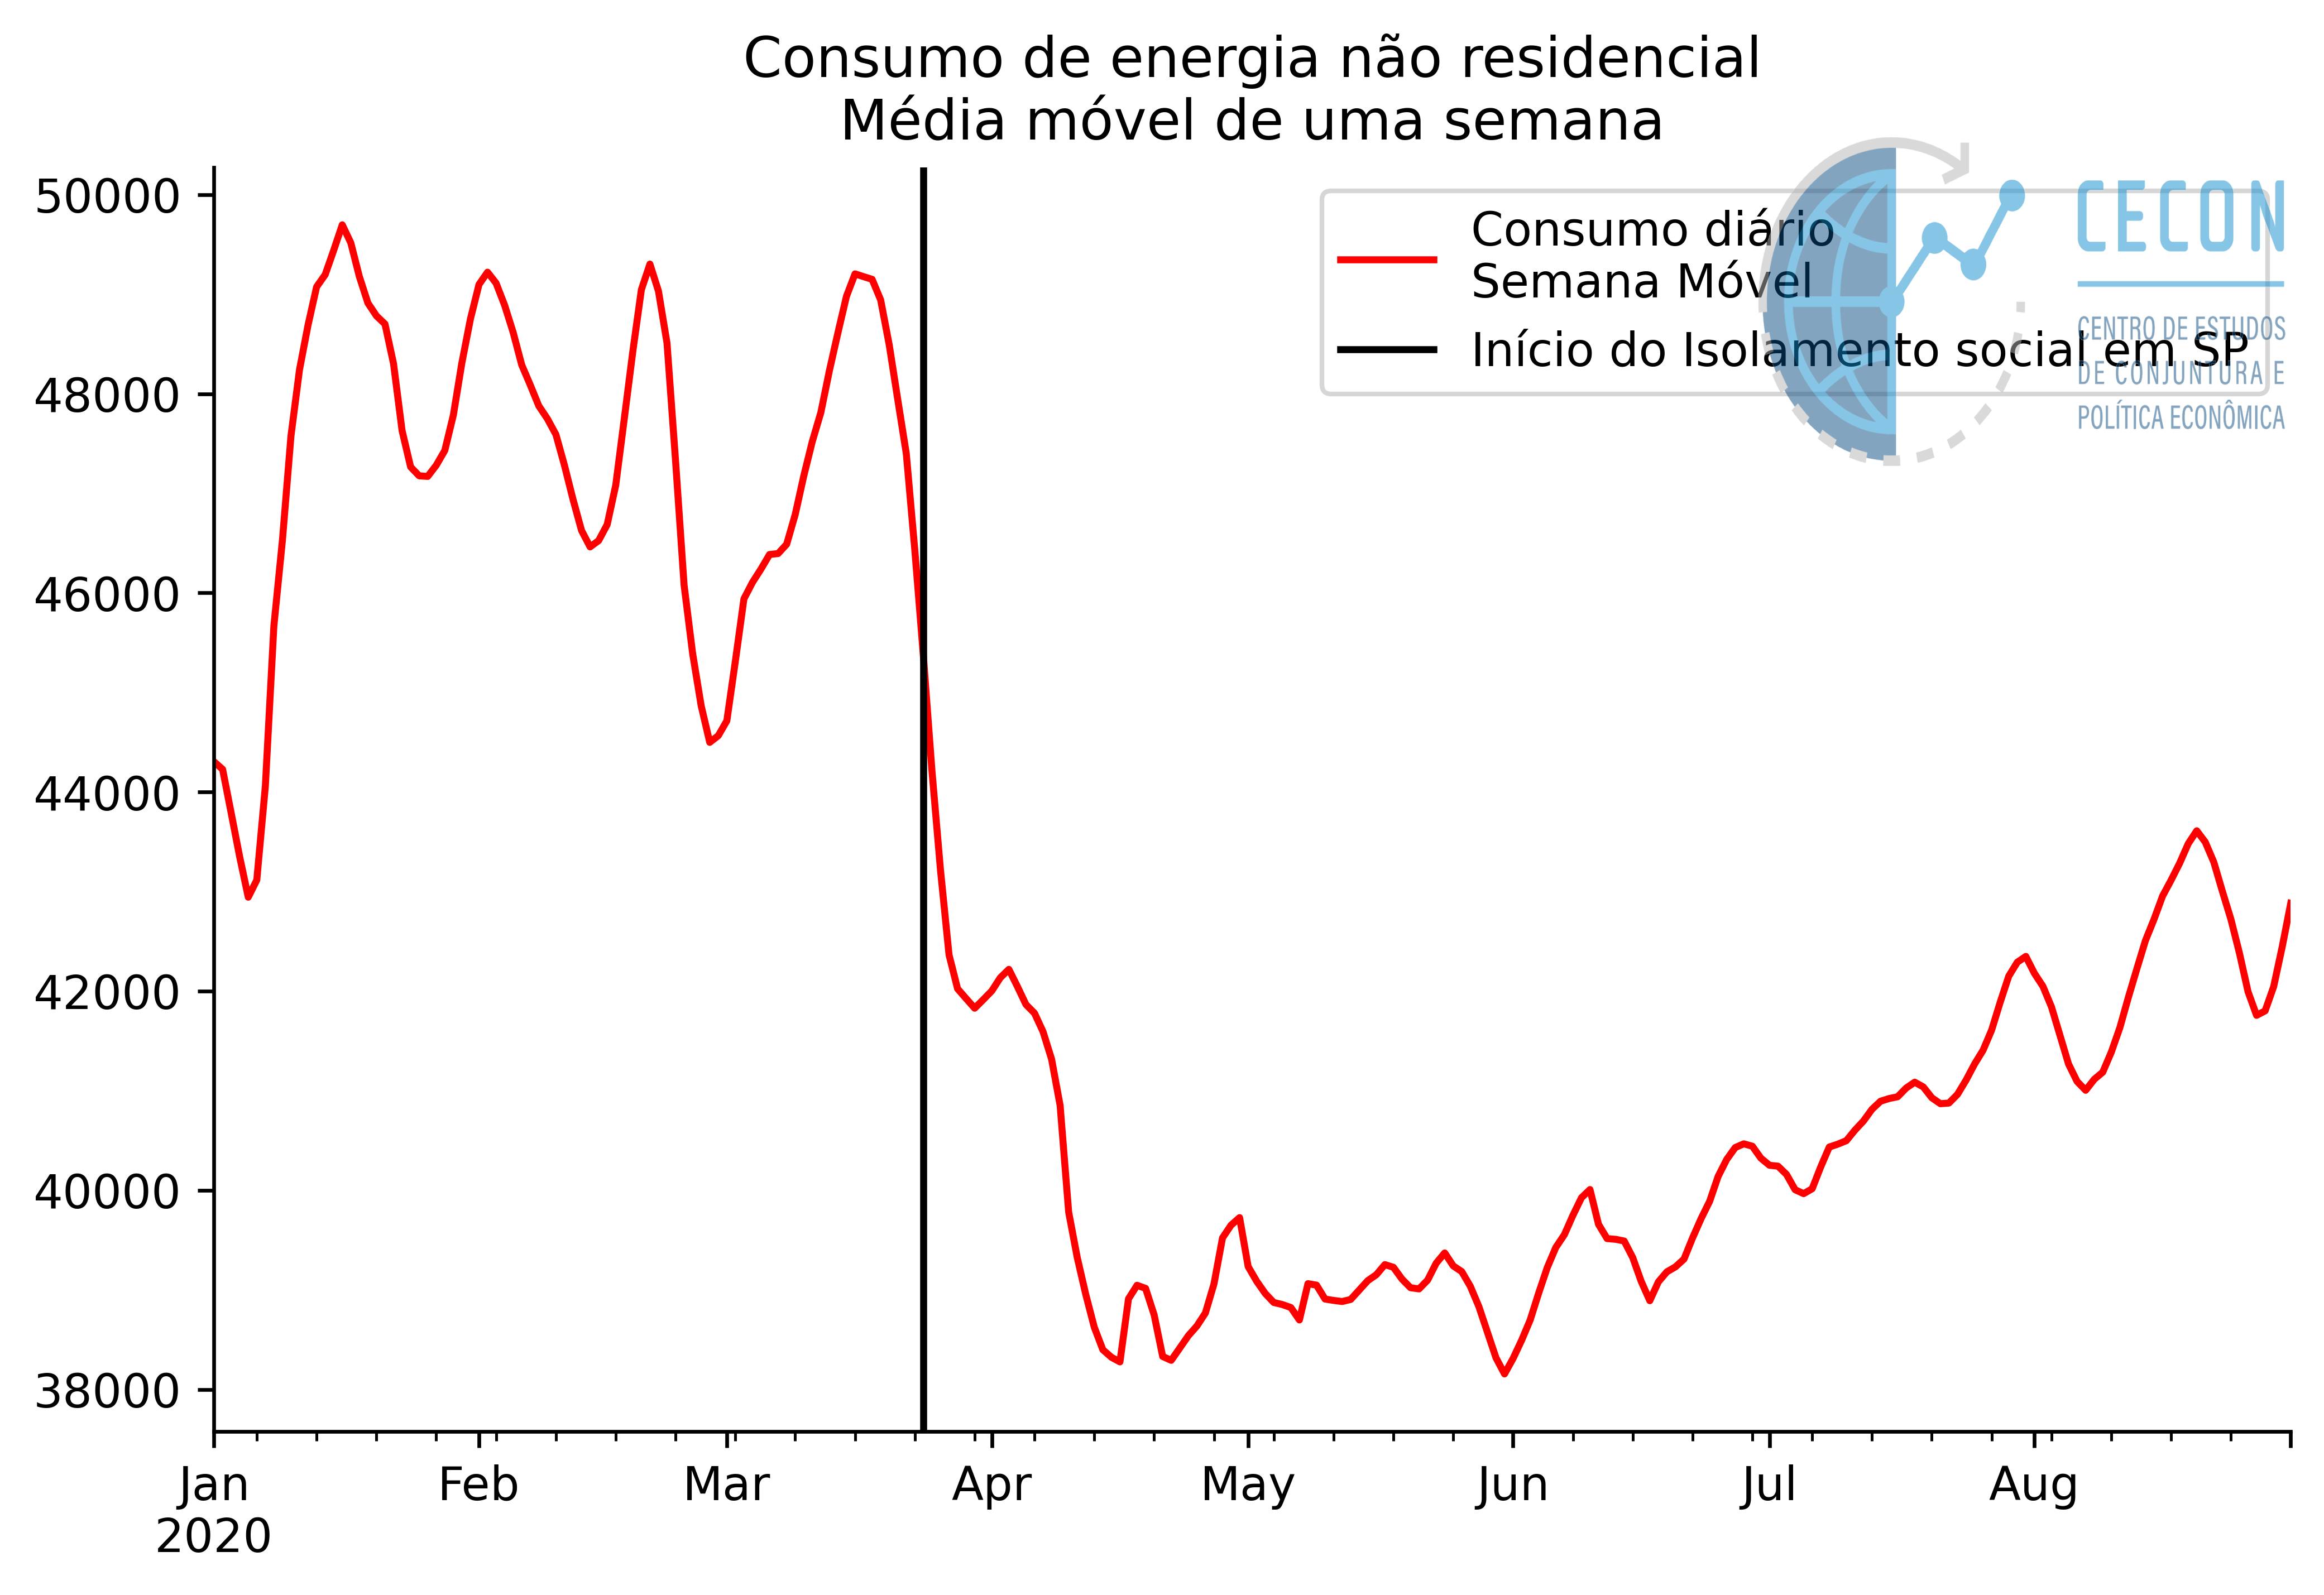 Consumo de energia não residencial
Média móvel de uma semana
50000
48000
46000
44000
42000
40000
38000
Consumo diário
Semana Móvel
Início do Isolamento social em SP
CECON
CENTRO DE ESTUDOS
DE CONJUNTURA E
POLÍTICA ECONÔMICA
Jan Feb Mar Apr May Jun Jul Aug
2020